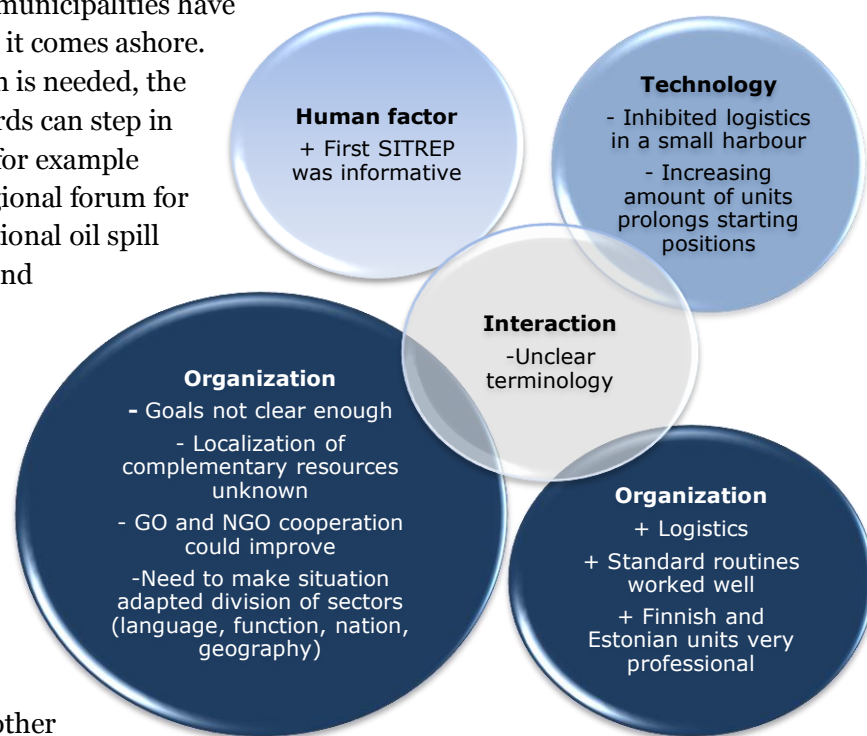 municipalities have
it comes ashore.
n is needed, the
rds can step in
for example
gional forum for
ional oil spill
nd
other
Human factor
+ First SITREP
was informative
Technology
- Inhibited logistics
in a small harbour
- Increasing
amount of units
prolongs starting
positions
Interaction
-Unclear
terminology
Organization
- Goals not clear enough
- Localization of
complementary resources
unknown
- GO and NGO cooperation
could improve
-Need to make situation
adapted division of sectors
(language, function, nation,
geography)
Organization
+ Logistics
+ Standard routines
worked well
+ Finnish and
Estonian units very
professional